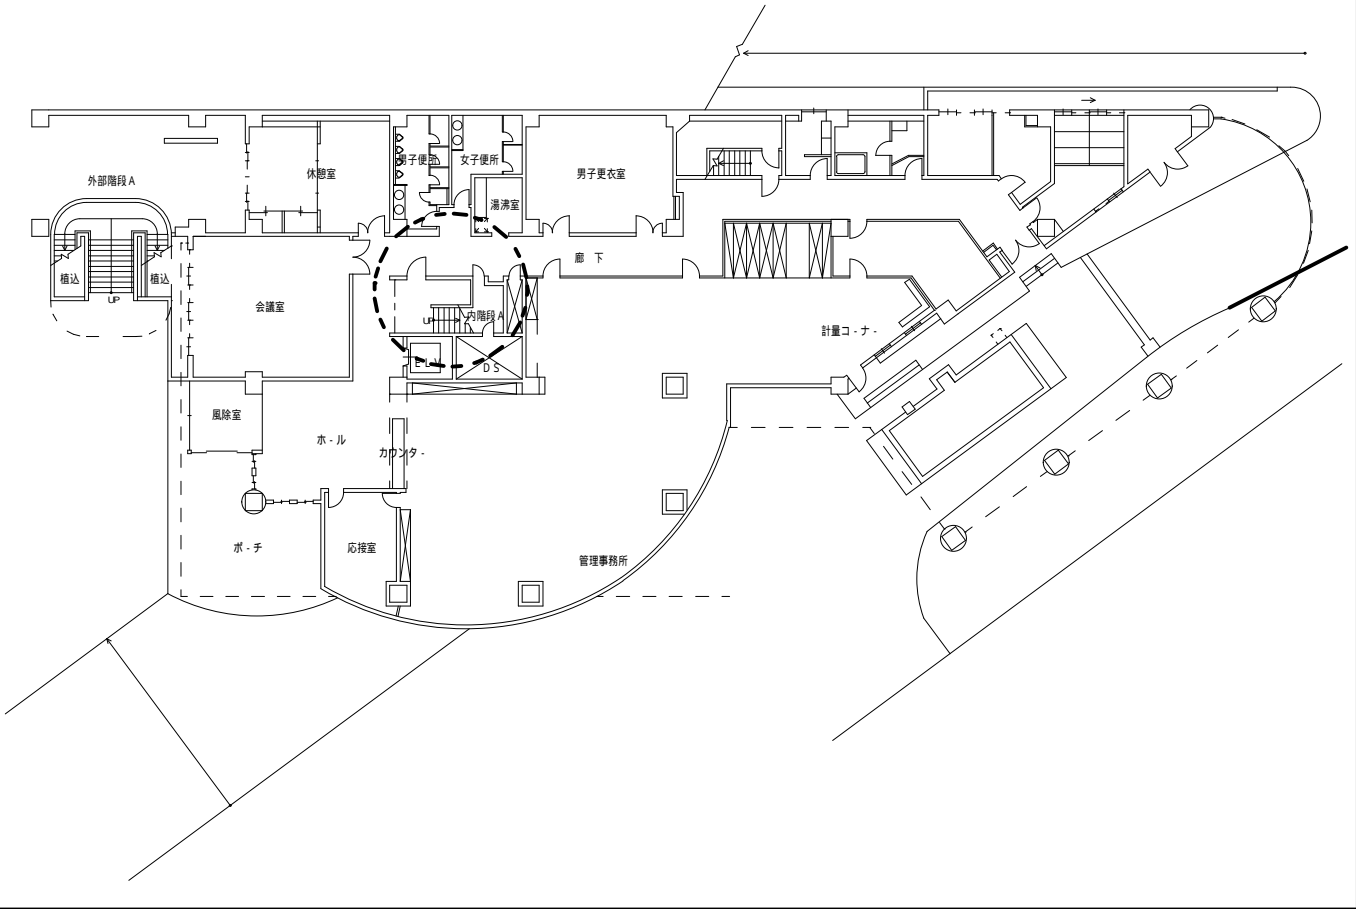 男子便所
女子便所
休憩室
男子更衣室
外部階段A
湯沸室
廊 下
植込
植込
UP
会議室
UP
内階段A
計量コ-ナ-
ELV
DS
風除室
ホ-ル
カウンタ-
ポ-チ
応接室
管理事務所